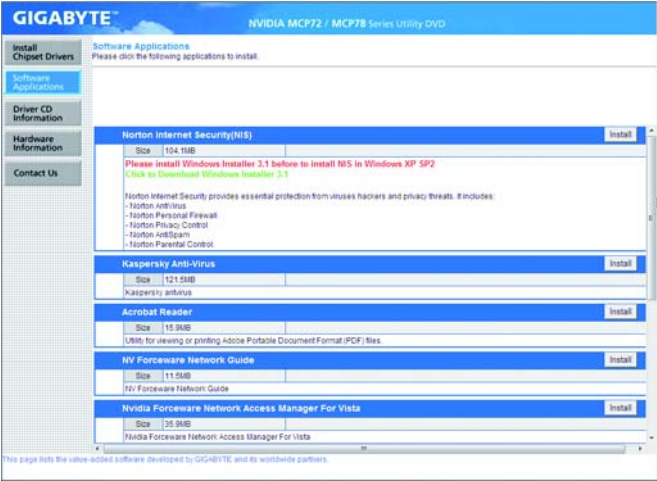 GIGABYTE™
NVIDIA MCP72 / MCP78 Series Utility DVD
Install
Chipset Drivers
Software
Applications
Driver CD
Information
Hardware
Information
Contact Us
Software Applications
Please click the following applications to install.
Norton Internet Security(NIS)
Install
Size 104.1MB
Please install Windows Installer 3.1 before to install NIS in Windows XP SP2
Click to Download Windows Installer 3.1
Norton Internet Security provides essential protection from viruses hackers and privacy threats. It includes:
- Norton AntiVirus
- Norton Personal Firewall
- Norton Privacy Control
- Norton AntiSpam
- Norton Parental Control
Kaspersky Anti-Virus
Install
Size 121.5MB
Kaspersky antivirus
Acrobat Reader
Install
Size 15.9MB
Utility for viewing or printing Adobe Portable Document Format (PDF) files.
NV Forceware Network Guide
Install
Size 11.5MB
NV Forceware Network Guide
Nvidia Forceware Network Access Manager For Vista
Install
Size 35.9MB
Nvidia Forceware Network Access Manager For Vista
This page lists the value-added software developed by GIGABYTE and its worldwide partners.